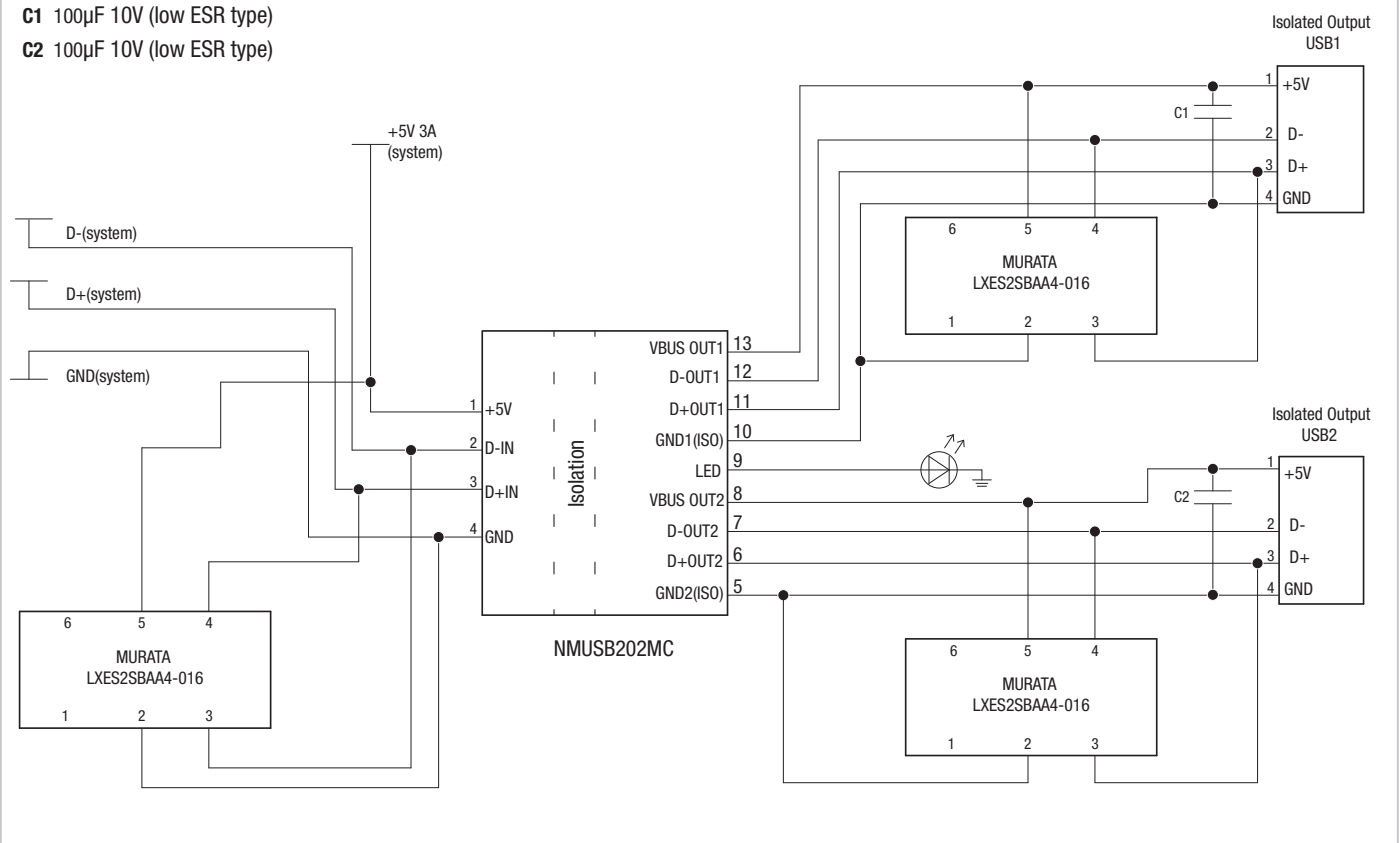 C1 100µF 10V (low ESR type)
C2 100µF 10V (low ESR type)
+5V 3A
(system)
D-(system)
D+(system)
GND(system)
1 +5V
2 D-IN
3 D+IN
4 GND
Isolation
VBUS OUT1 13
D-OUT1 12
D+OUT1 11
GND1(ISO) 10
LED 9
VBUS OUT2 8
D-OUT2 7
D+OUT2 6
GND2(ISO) 5
NMUSB202MC
6 5 4
MURATA
LXES2SBAA4-016
1 2 3
Isolated Output
USB1
1 +5V
2 D-
3 D+
4 GND
C1
6 5 4
MURATA
LXES2SBAA4-016
1 2 3
Isolated Output
USB2
1 +5V
2 D-
3 D+
4 GND
C2
6 5 4
MURATA
LXES2SBAA4-016
1 2 3